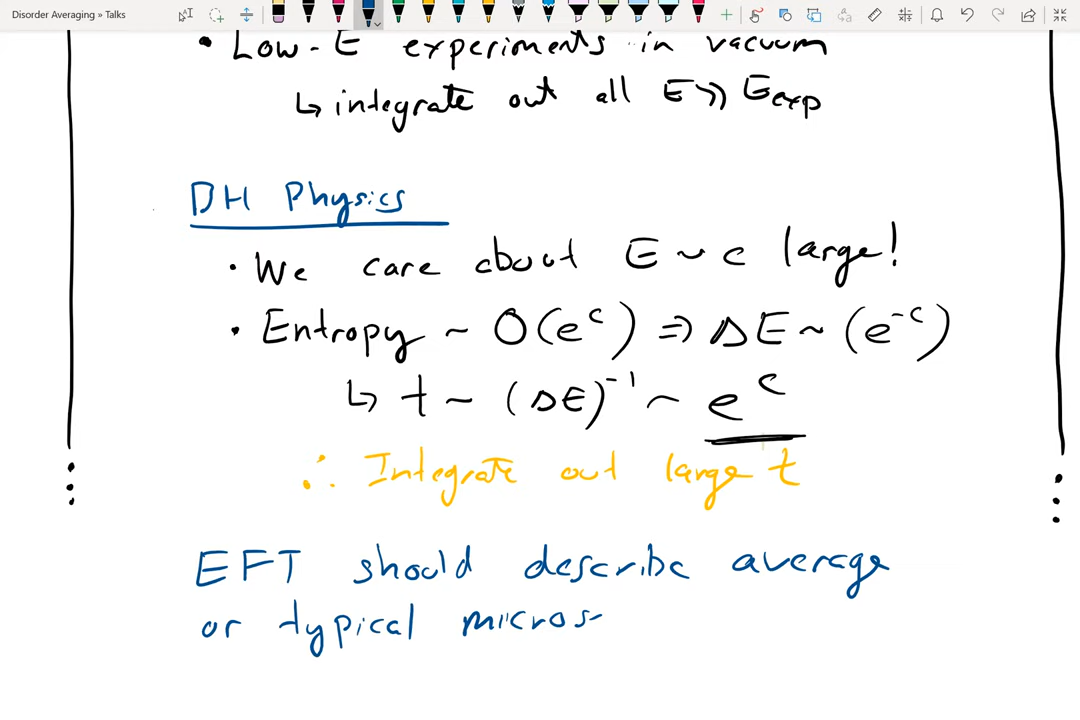 Disorder Averaging » Talks
• Low-E experiments in vacuum
↳ integrate out all E >> Eexp
BH Physics
• We care about E ~ c large!
• Entropy ~ O(e^c) => ΔE ~ (e^-c)
↳ t ~ (ΔE)^-1 ~ e^c
∴ Integrate out large t
EFT should describe average
or typical micros